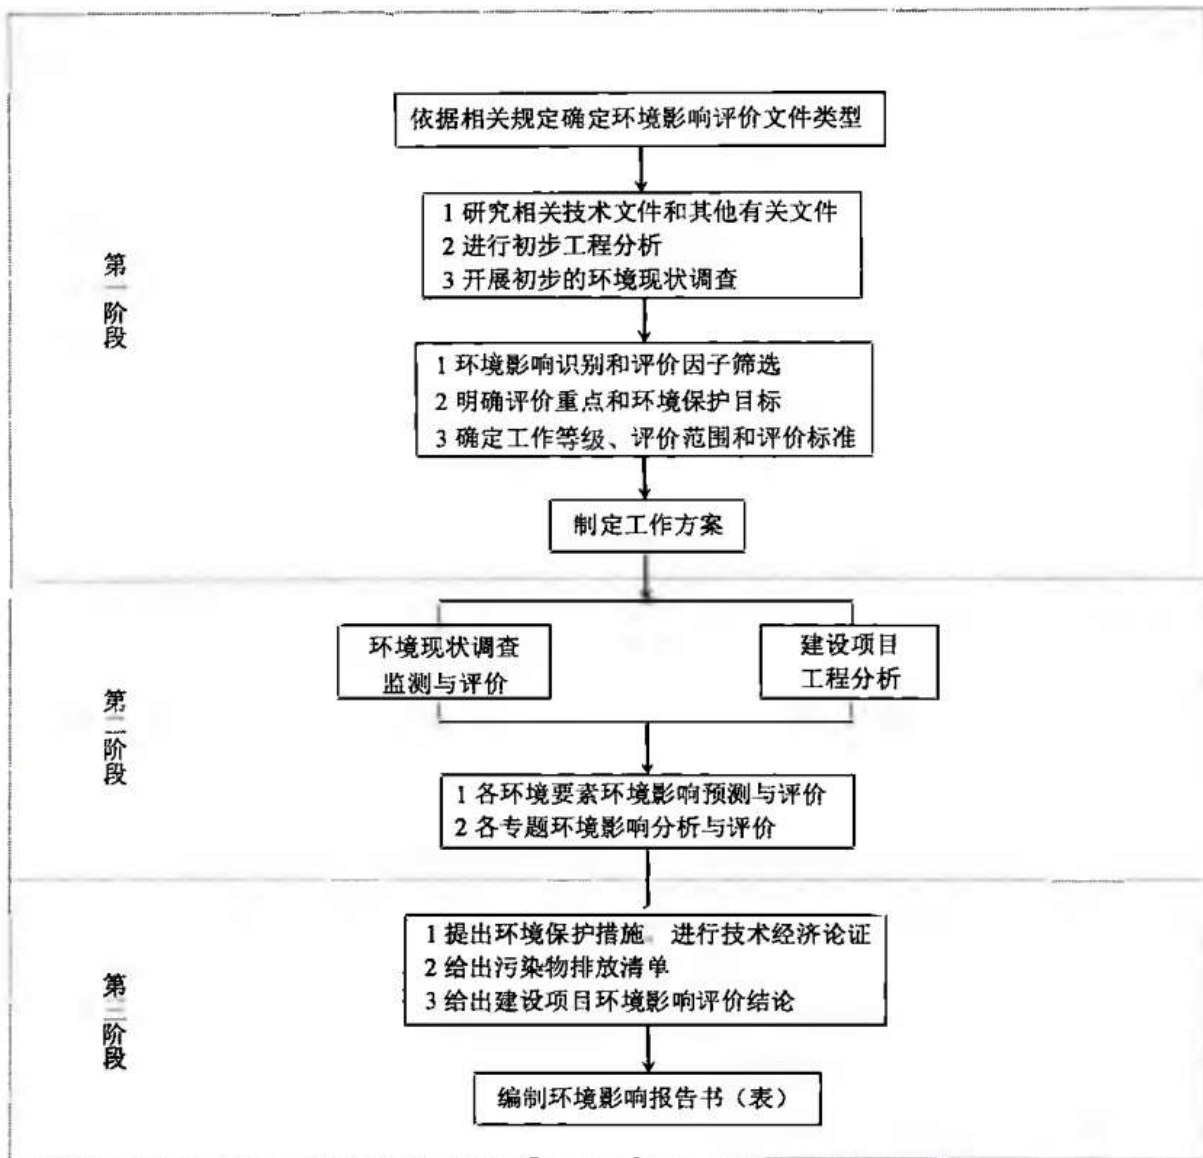 依据相关规定确定环境影响评价文件类型
第一阶段
1 研究相关技术文件和其他有关文件
2 进行初步工程分析
3 开展初步的环境现状调查
1 环境影响识别和评价因子筛选
2 明确评价重点和环境保护目标
3 确定工作等级、评价范围和评价标准
制定工作方案
第二阶段
环境现状调查
监测与评价
建设项目
工程分析
1 各环境要素环境影响预测与评价
2 各专题环境影响分析与评价
第三阶段
1 提出环境保护措施, 进行技术经济论证
2 给出污染物排放清单
3 给出建设项目环境影响评价结论
编制环境影响报告书（表）